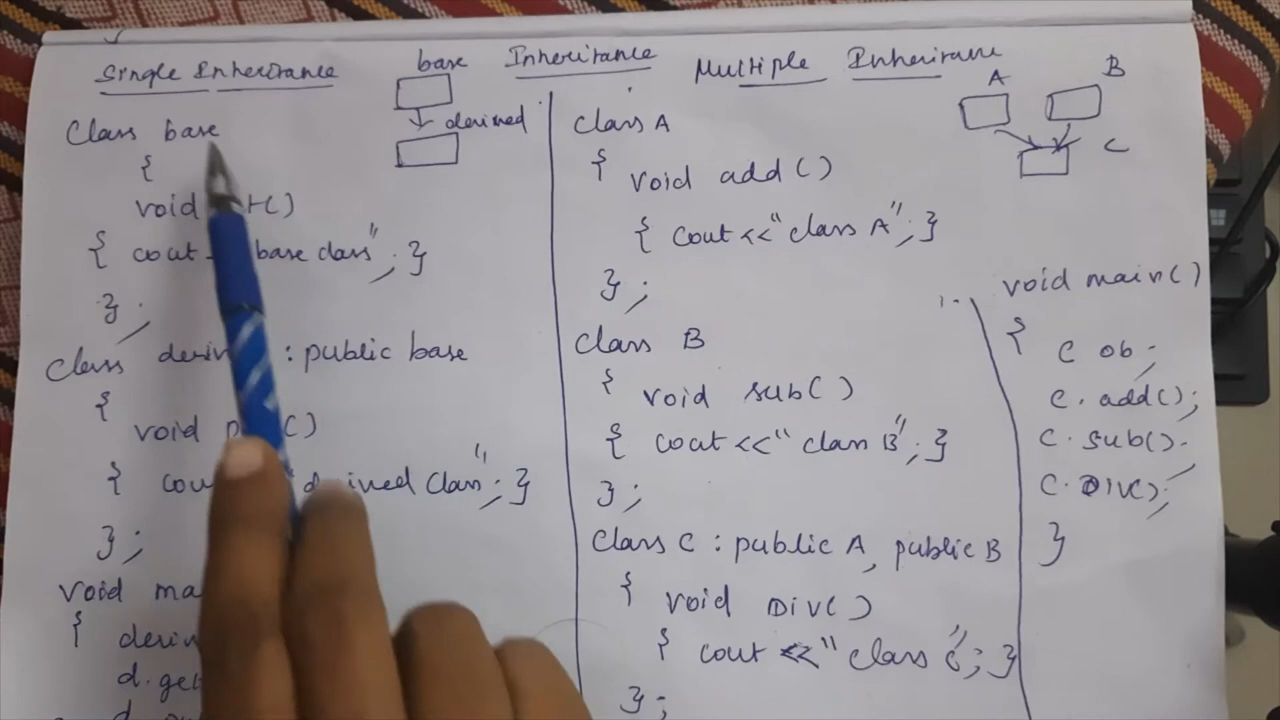 Inheritance
Single Inheritance
base
derived
Class base
{
void
{ cout base class"; }
};
Class : public base
{
void
{ "derived Class"; }
};
void
{
Multiple Inheritance
A B
C
class A
{ void add()
{ cout << "class A"; }
};
class B
{ void sub()
{ cout << "class B"; }
};
class C : public A, public B
{ void Div()
{ cout << "class C"; }
};
void main()
{
C ob;
C. add();
C. sub();
C. Div();
}